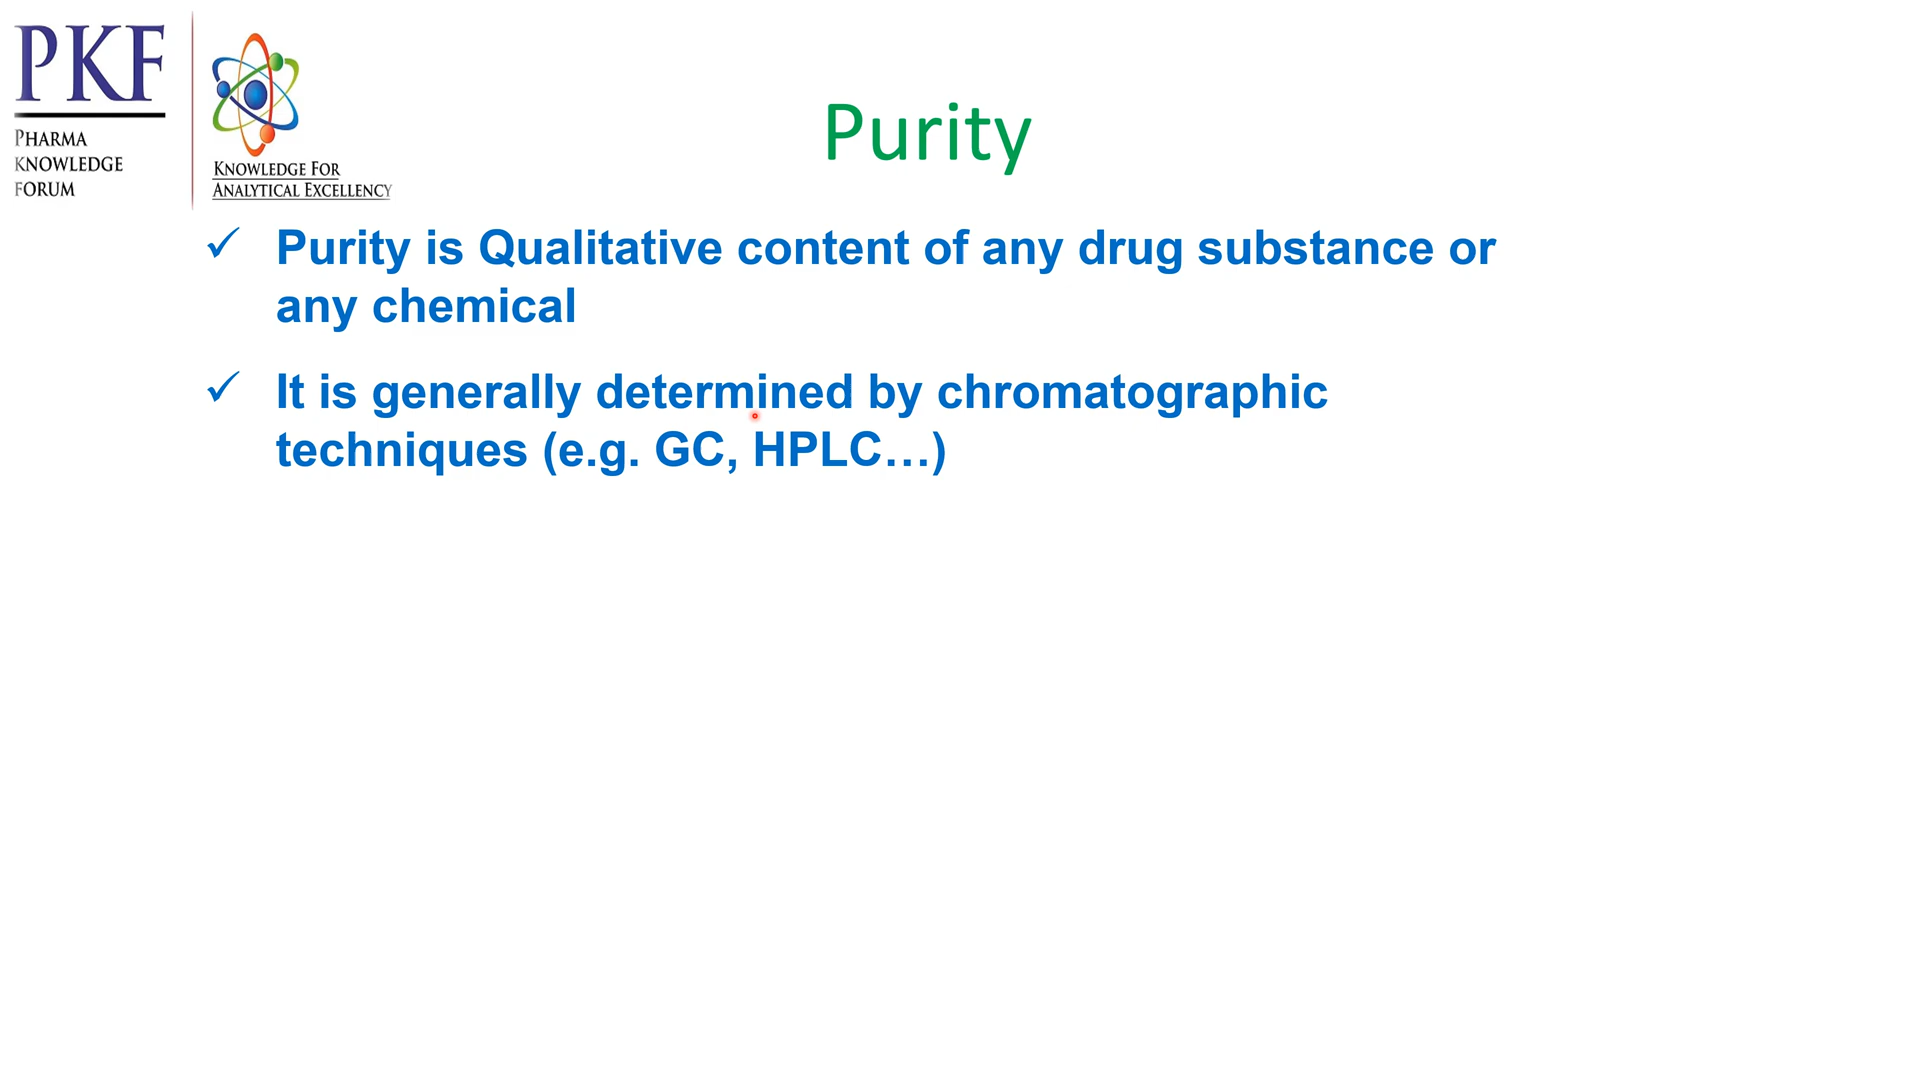 PKF
PHARMA
KNOWLEDGE
FORUM
KNOWLEDGE FOR
ANALYTICAL EXCELLENCY
Purity
✓ Purity is Qualitative content of any drug substance or
any chemical
✓ It is generally determined by chromatographic
techniques (e.g. GC, HPLC…)